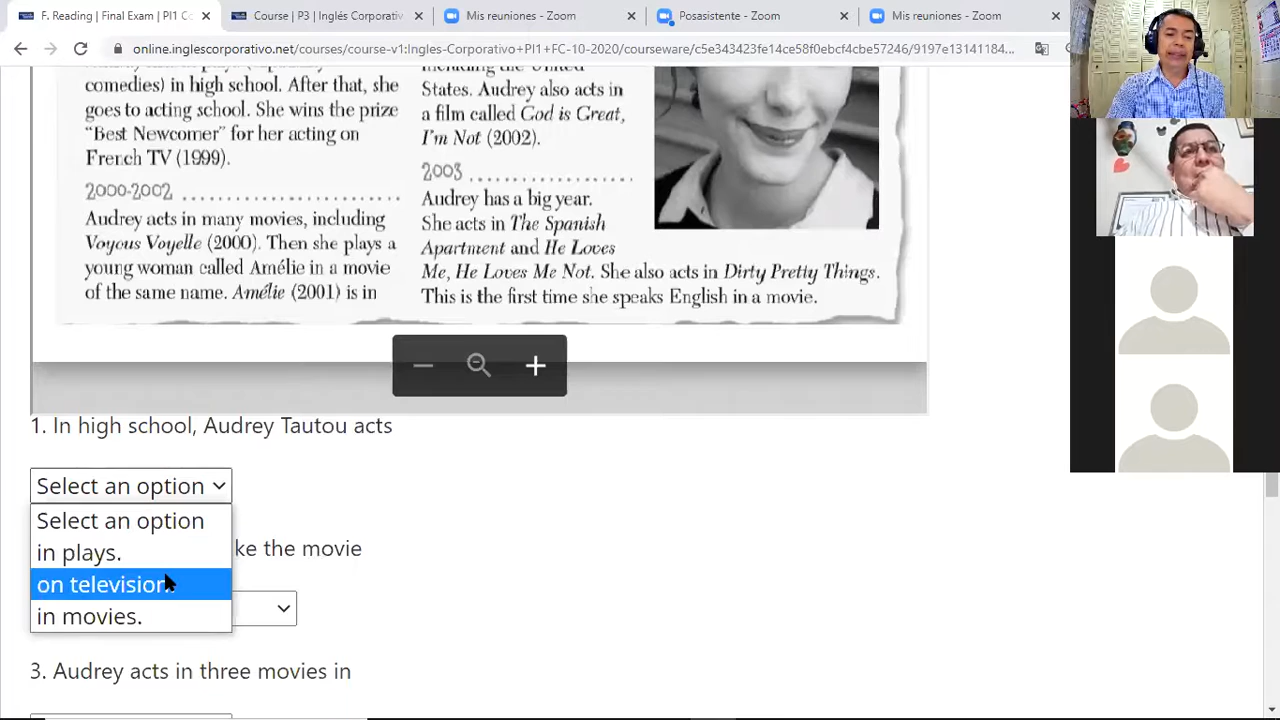 F. Reading | Final Exam | PI1 C
Course | P3 | Inglés Corporativ
Mis reuniones - Zoom
Posasistente - Zoom
Mis reuniones - Zoom
online.inglescorporativo.net/courses/course-v1:Ingles-Corporativo+PI1+FC-10-2020/courseware/c5e343423fe14ce58f0ebcf4cbe57246/9197e13141184...
comedies) in high school. After that, she
goes to acting school. She wins the prize
"Best Newcomer" for her acting on
French TV (1999).
2000-2002
Audrey acts in many movies, including
Voyous Voyelle (2000). Then she plays a
young woman called Amélie in a movie
of the same name. Amélie (2001) is in
including the United
States. Audrey also acts in
a film called God is Great,
I'm Not (2002).
2003
Audrey has a big year.
She acts in The Spanish
Apartment and He Loves
Me, He Loves Me Not. She also acts in Dirty Pretty Things.
This is the first time she speaks English in a movie.
1. In high school, Audrey Tautou acts
Select an option
Select an option
in plays.
ke the movie
on television
in movies.
3. Audrey acts in three movies in